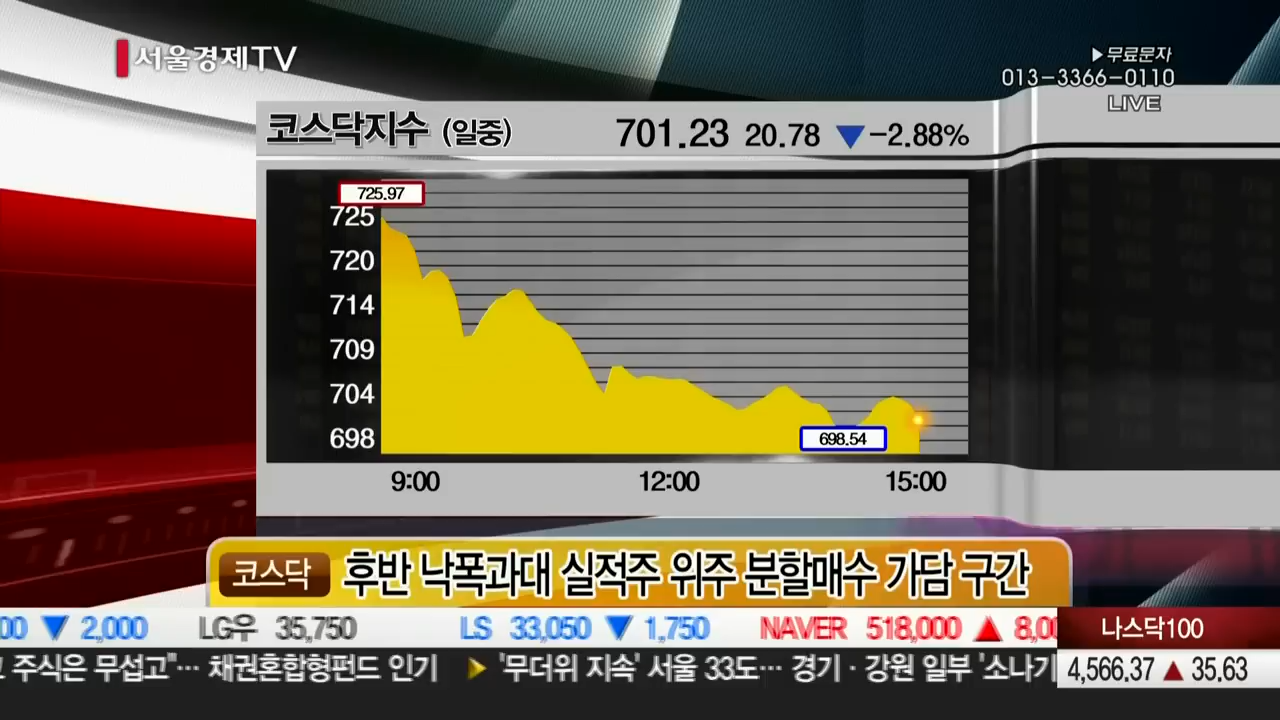 서울경제TV
▶무료문자
013-3366-0110
LIVE
코스닥지수 (일중) 701.23 20.78 ▼-2.88%
725.97
725
720
714
709
704
698
698.54
9:00 12:00 15:00
코스닥 후반 낙폭과대 실적주 위주 분할매수 가담 구간
00 ▼ 2,000 LG우 35,750 LS 33,050 ▼ 1,750 NAVER 518,000 ▲ 8,00
나스닥100
주식은 무섭고"… 채권혼합형펀드 인기 ▶ '무더위 지속' 서울 33도… 경기·강원 일부 '소나기
4,566.37 ▲ 35.63